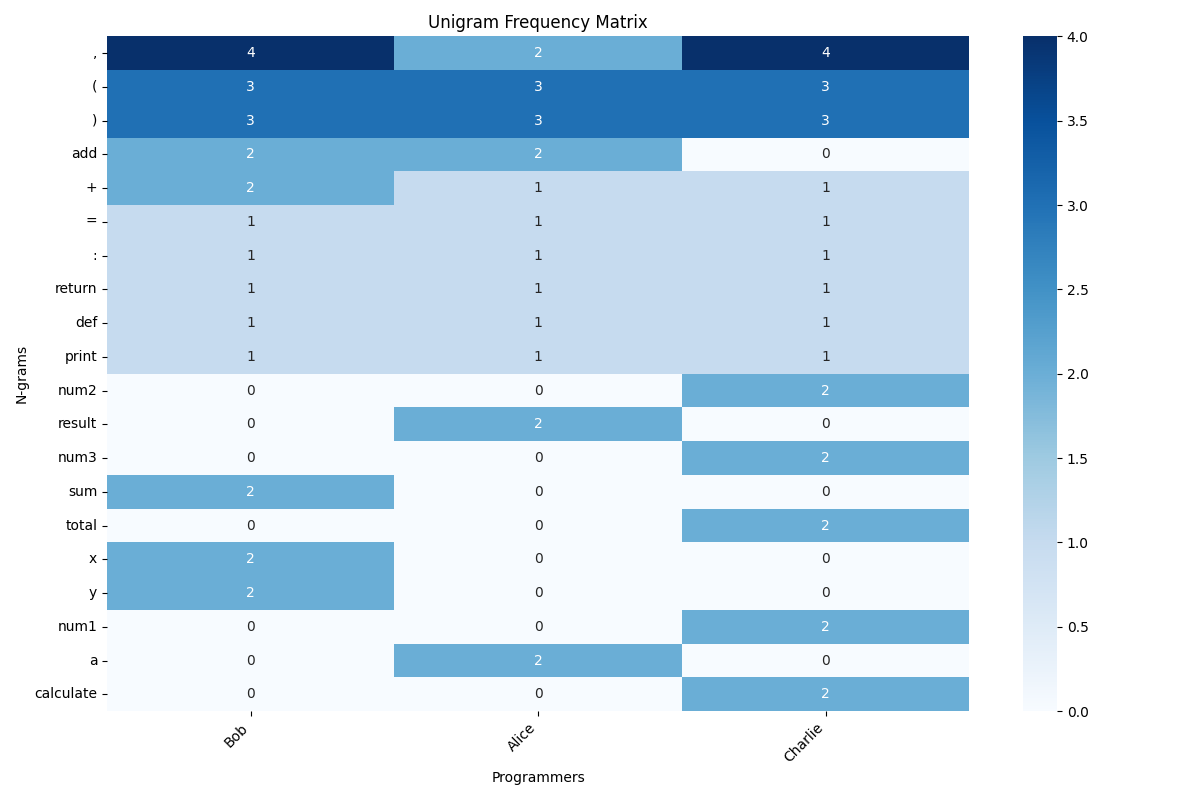 Unigram Frequency Matrix
, 4 2 4
( 3 3 3
) 3 3 3
add 2 2 0
+ 2 1 1
= 1 1 1
: 1 1 1
return 1 1 1
def 1 1 1
print 1 1 1
num2 0 0 2
result 0 2 0
num3 0 0 2
sum 2 0 0
total 0 0 2
x 2 0 0
y 2 0 0
num1 0 0 2
a 0 2 0
calculate 0 0 2
N-grams
Bob Alice Charlie
Programmers
4.0
3.5
3.0
2.5
2.0
1.5
1.0
0.5
0.0